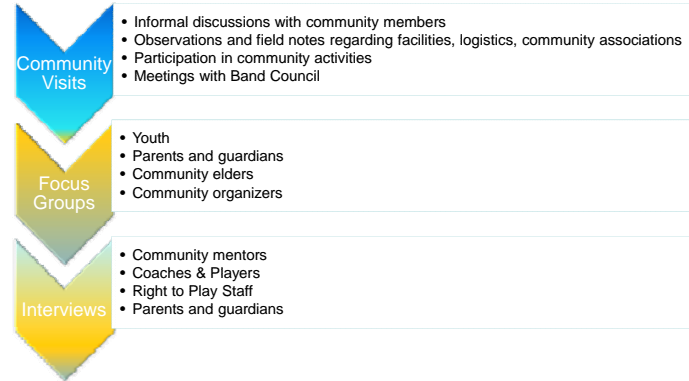 Community
Visits
• Informal discussions with community members
• Observations and field notes regarding facilities, logistics, community associations
• Participation in community activities
• Meetings with Band Council
Focus
Groups
• Youth
• Parents and guardians
• Community elders
• Community organizers
Interviews
• Community mentors
• Coaches & Players
• Right to Play Staff
• Parents and guardians